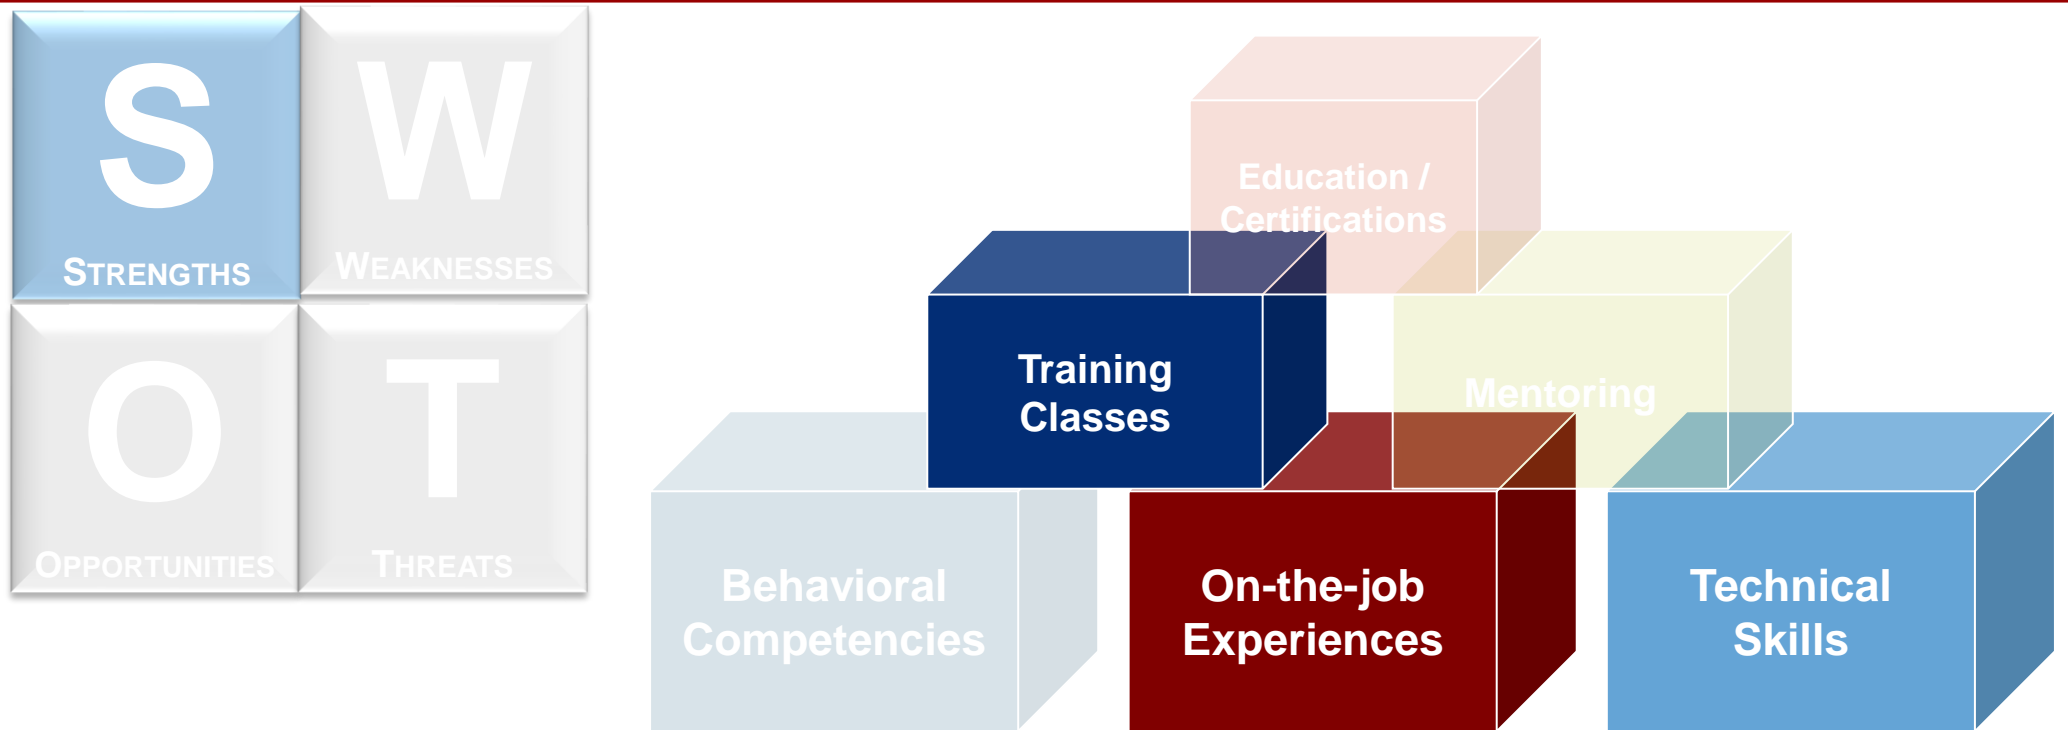 S
STRENGTHS
W
WEAKNESSES
O
OPPORTUNITIES
T
THREATS
Education /
Certifications
Training
Classes
Mentoring
Behavioral
Competencies
On-the-job
Experiences
Technical
Skills